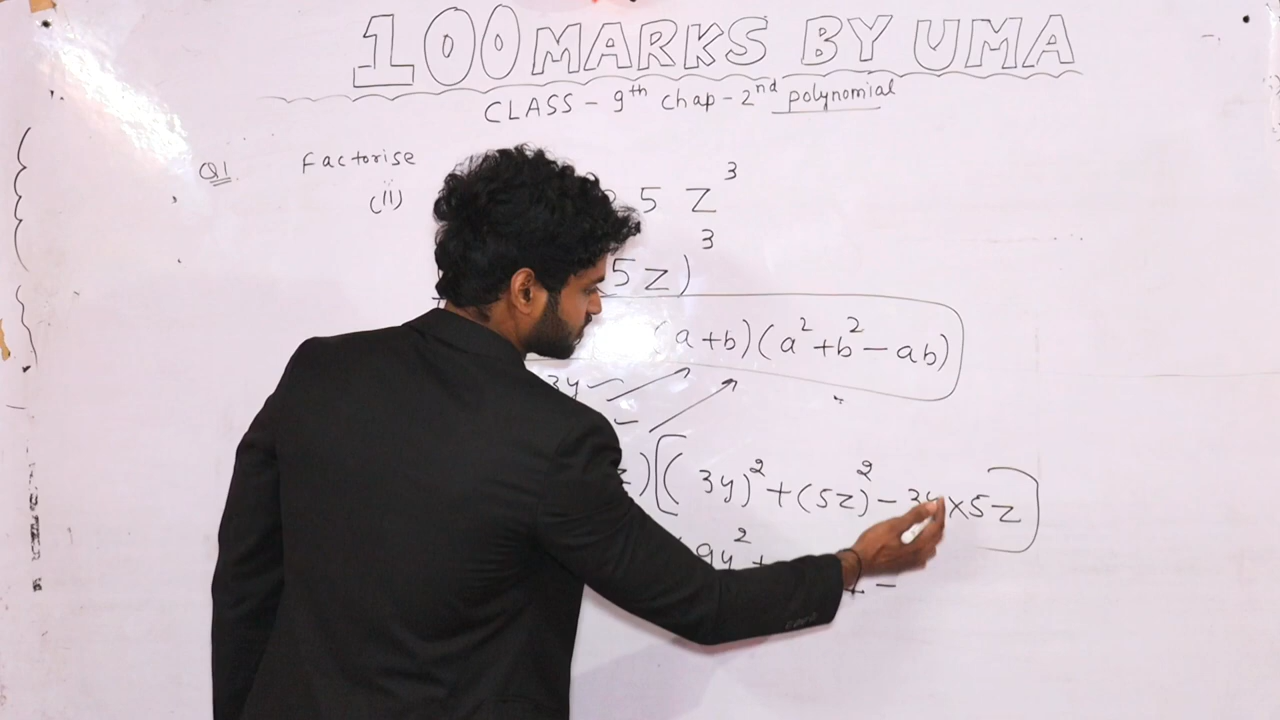 100 MARKS BY UMA
CLASS - 9th chap - 2nd polynomial
Q1 Factorise
(ii) 5 z³
5z)³
(a+b)(a²+b²-ab)
3y
z)[(3y)²+(5z)²-3y×5z]
(9y²+ -